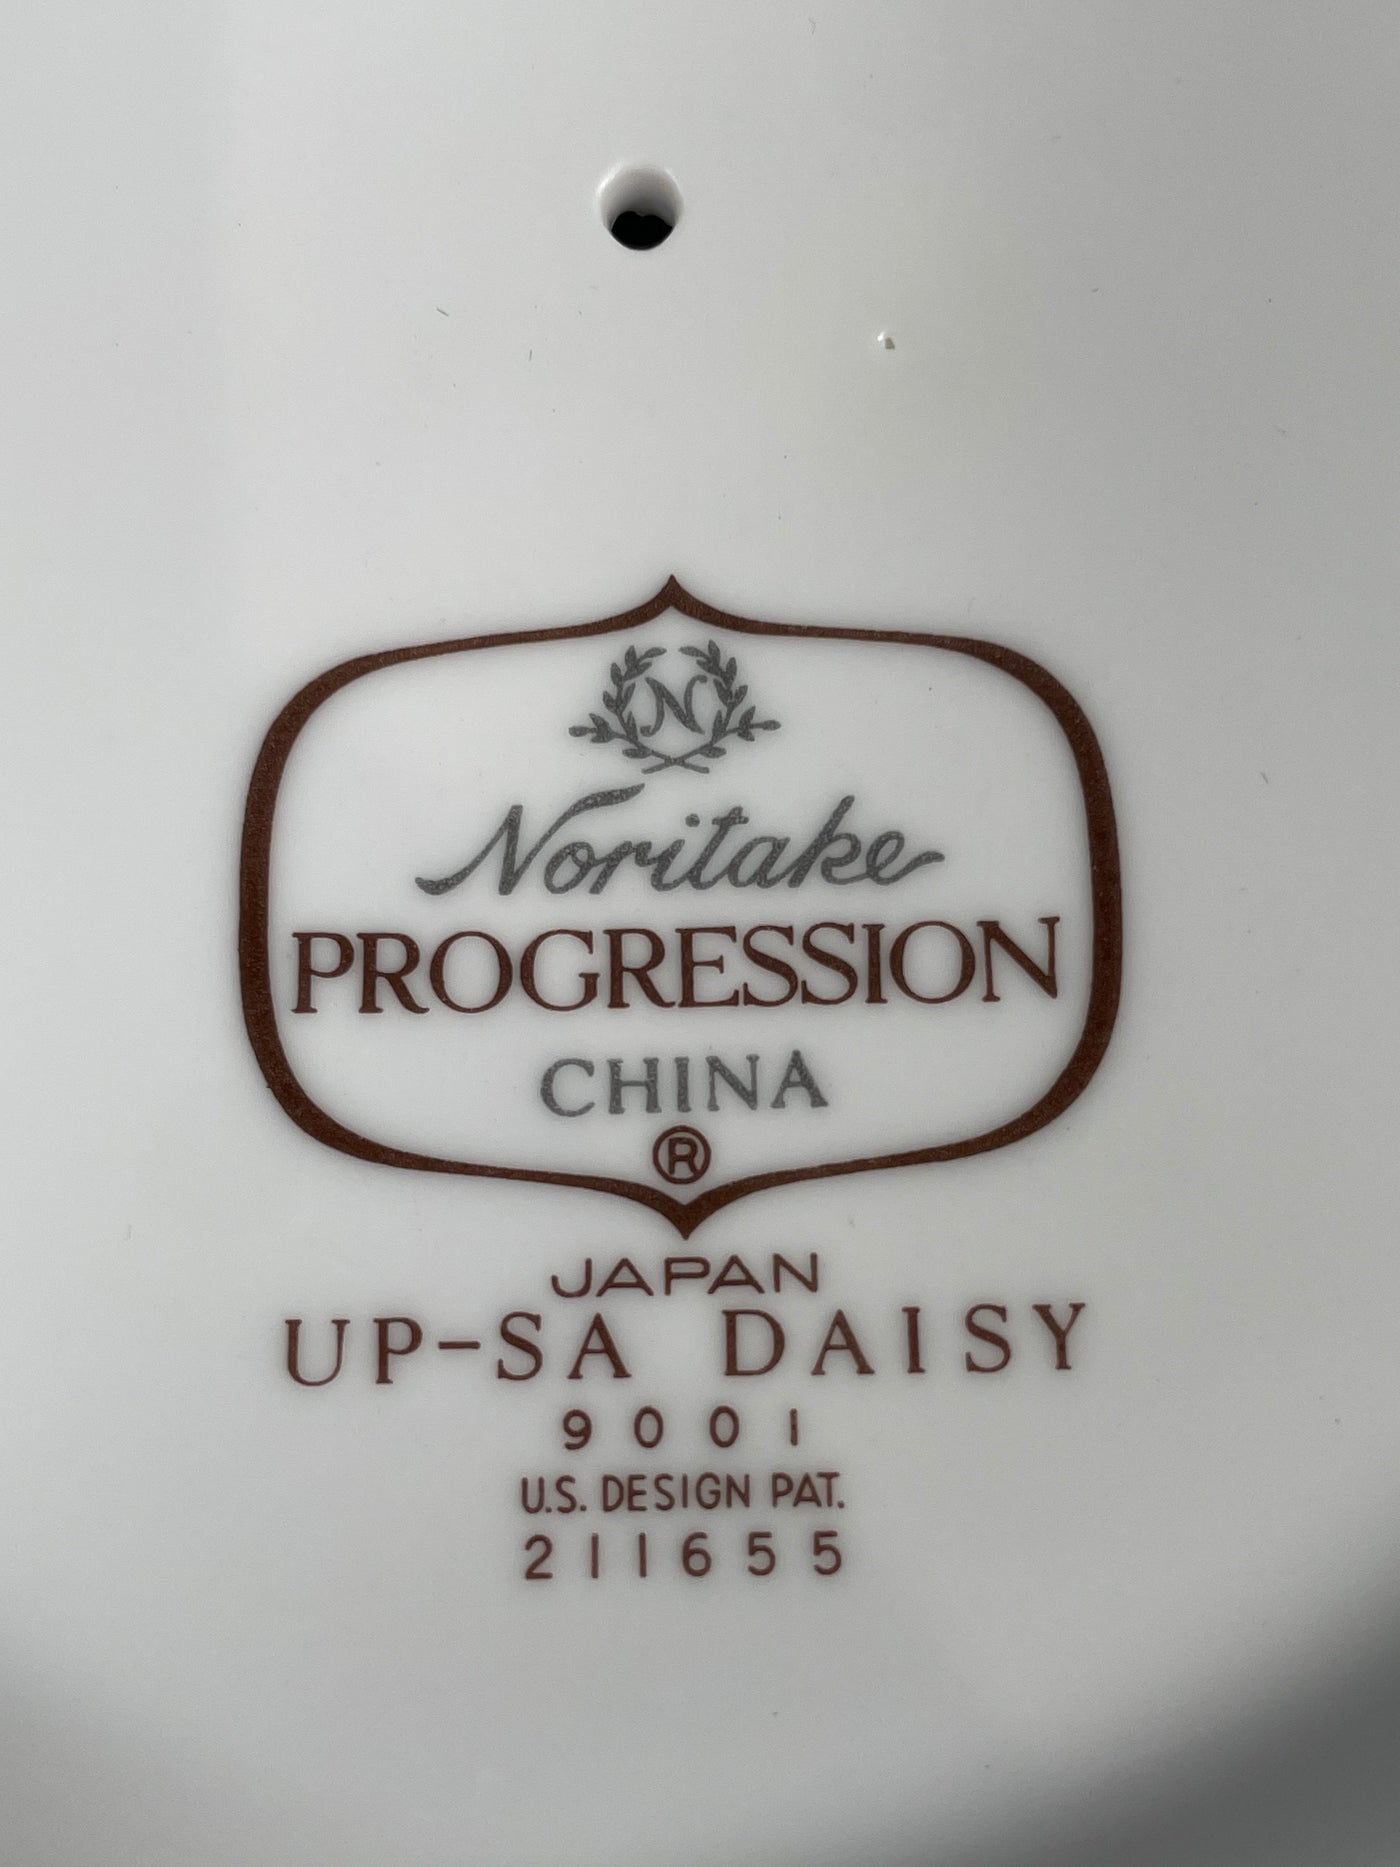 N
Noritake
PROGRESSION
CHINA
®
JAPAN
UP-SA DAISY
9001
U.S. DESIGN PAT.
211655